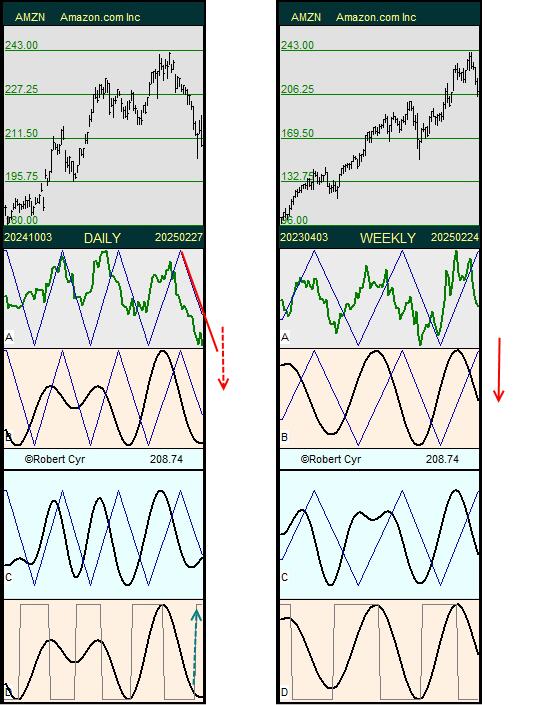 AMZN Amazon.com Inc
243.00
227.25
211.50
195.75
180.00
20241003 DAILY 20250227
A
B
©Robert Cyr 208.74
C
D
AMZN Amazon.com Inc
243.00
206.25
169.50
132.75
96.00
20230403 WEEKLY 20250224
A
B
©Robert Cyr 208.74
C
D